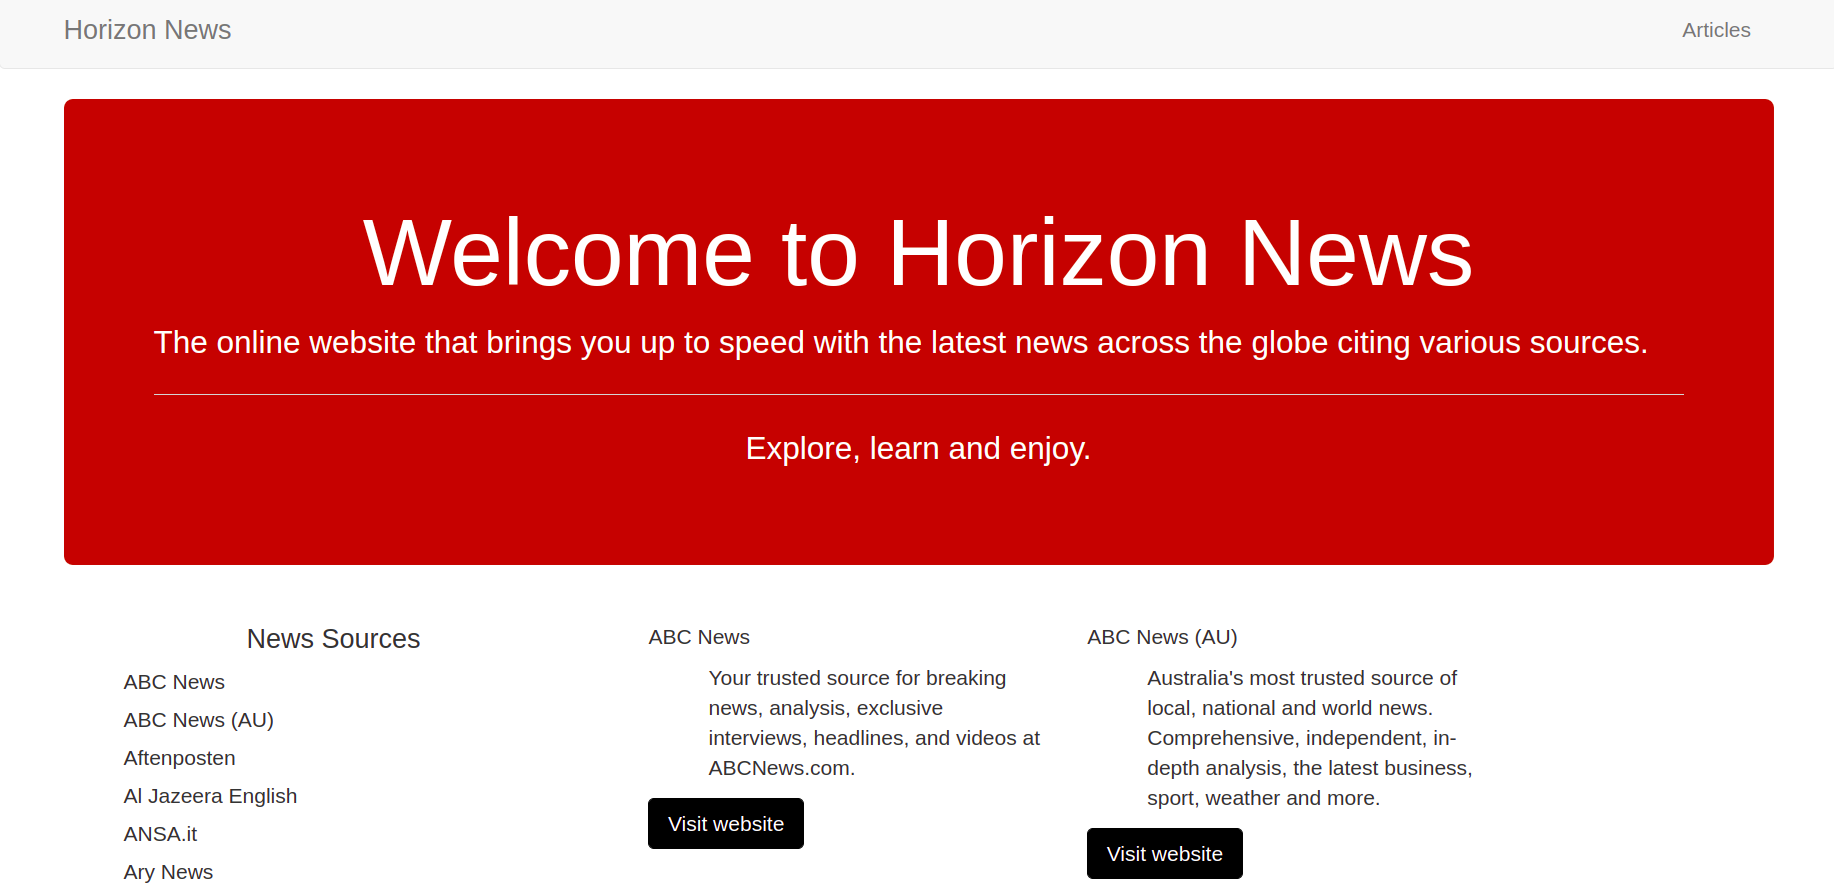 Horizon News
Articles
Welcome to Horizon News
The online website that brings you up to speed with the latest news across the globe citing various sources.
Explore, learn and enjoy.
News Sources
ABC News
ABC News (AU)
Aftenposten
Al Jazeera English
ANSA.it
Ary News
ABC News
Your trusted source for breaking
news, analysis, exclusive
interviews, headlines, and videos at
ABCNews.com.
Visit website
ABC News (AU)
Australia's most trusted source of
local, national and world news.
Comprehensive, independent, in-
depth analysis, the latest business,
sport, weather and more.
Visit website